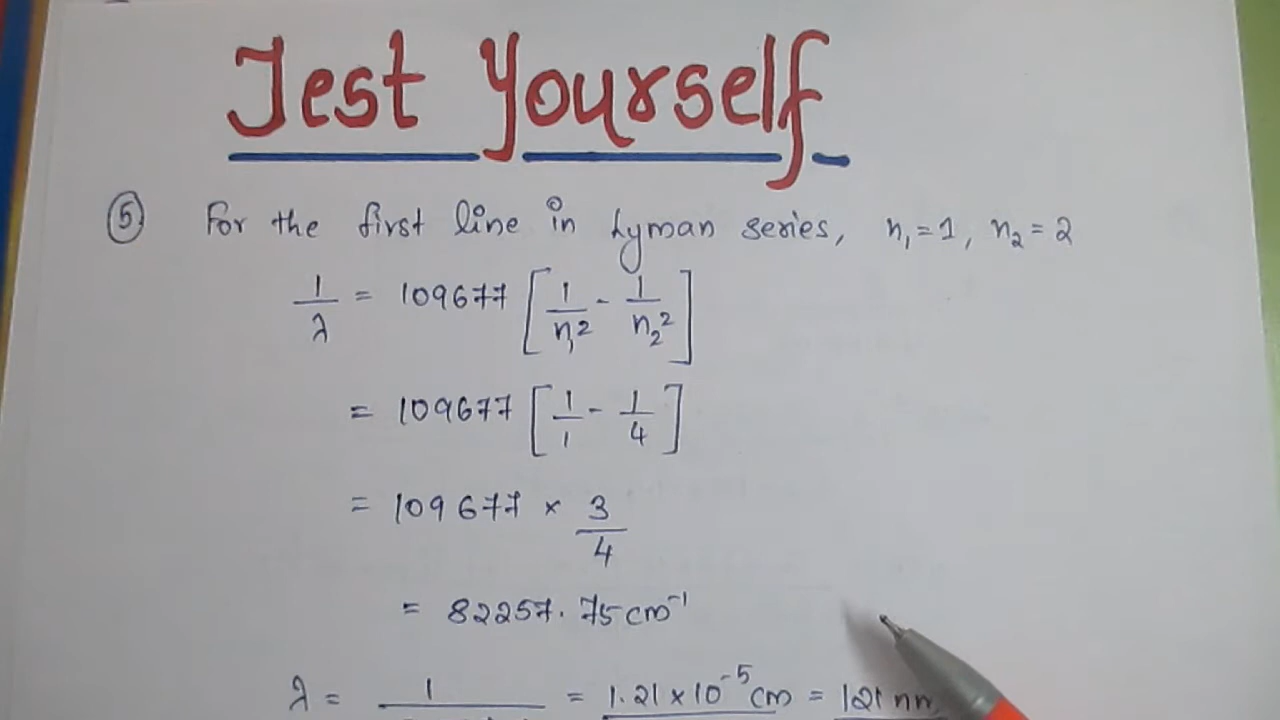 Test Yourself
⑤ For the first line in Lyman series, n₁ = 1, n₂ = 2
1/λ = 109677 [1/n₁² - 1/n₂²]
= 109677 [1/1 - 1/4]
= 109677 × 3/4
= 82257.75 cm⁻¹
λ = 1/ = 1.21 × 10⁻⁵ cm = 121 nm